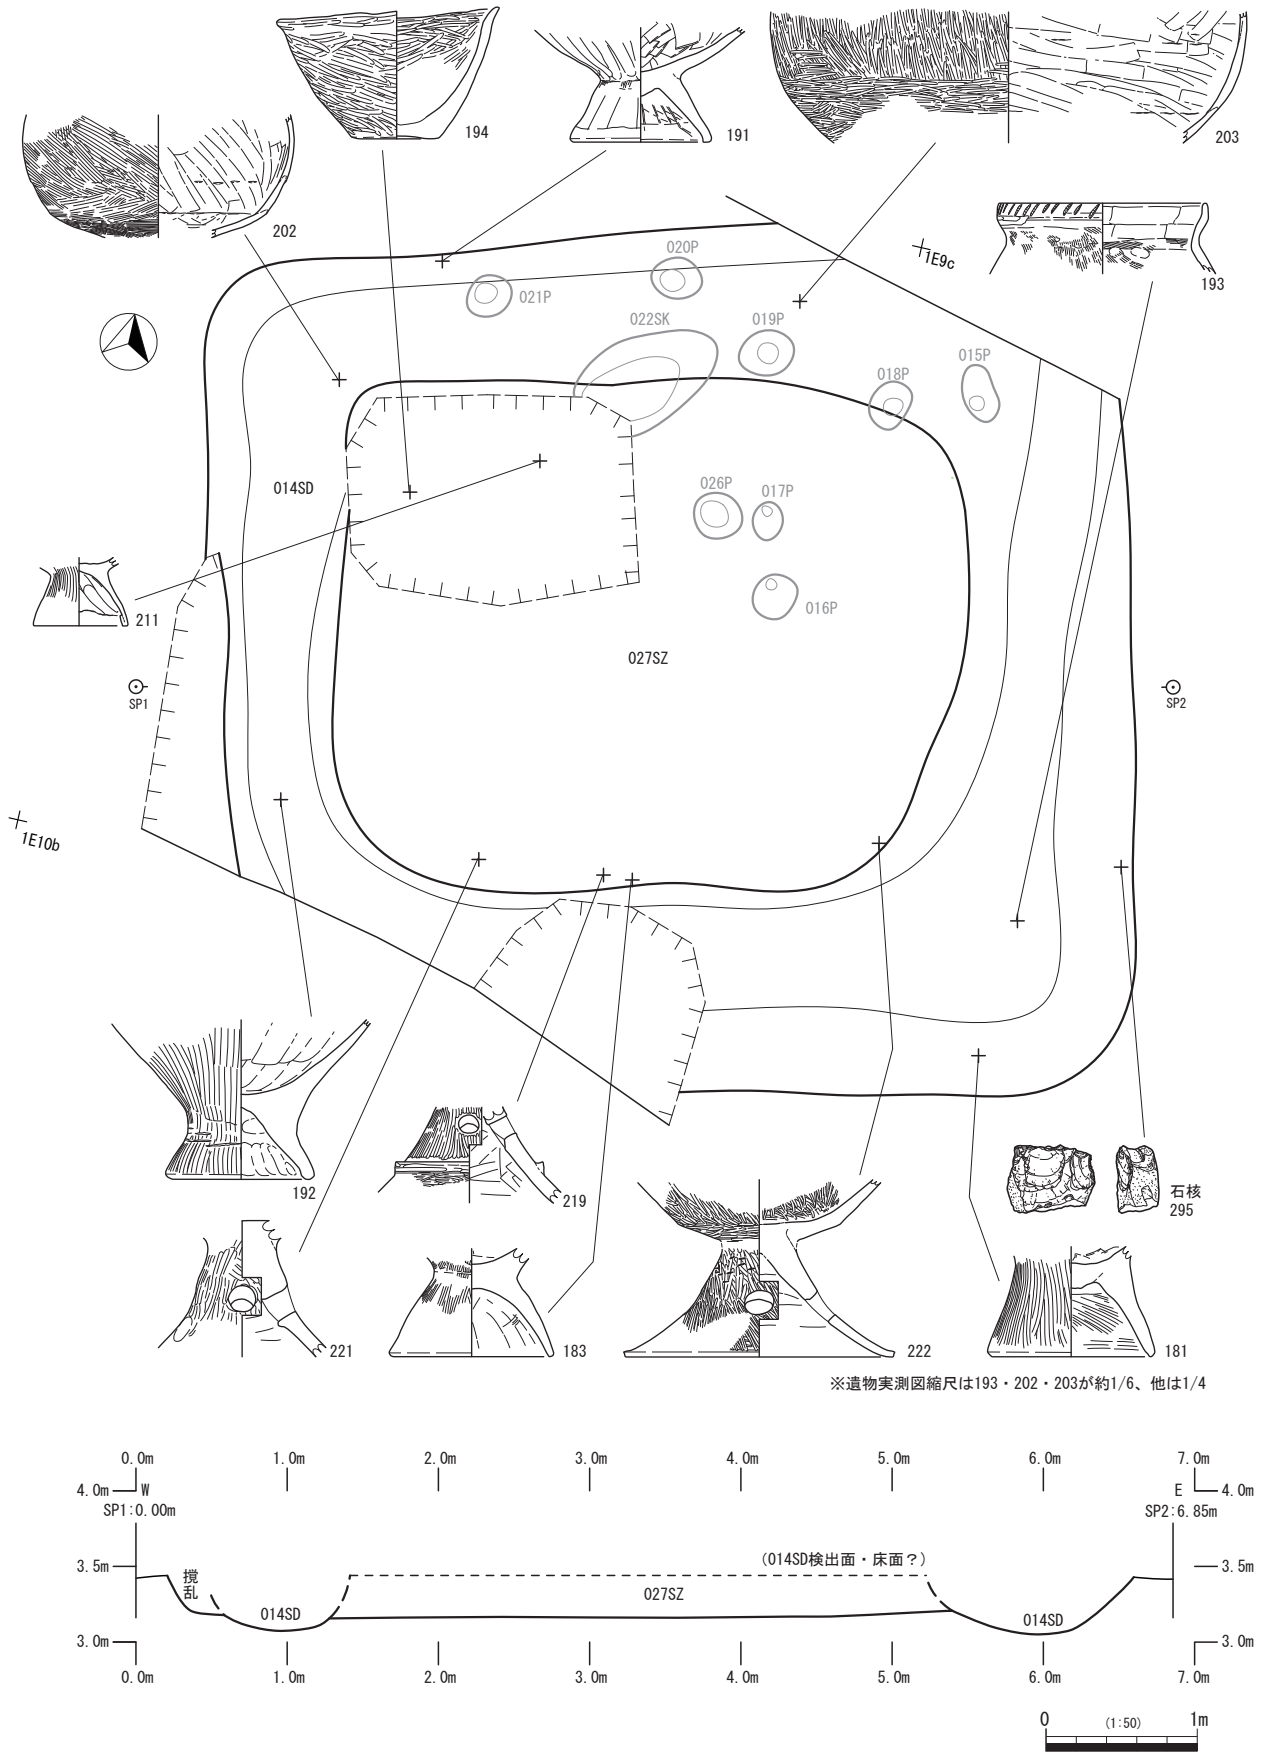 194
191
203
202
193
020P
1E9c
021P
022SK
019P
018P
015P
014SD
026P
017P
016P
211
027SZ
SP1
SP2
1E10b
192
219
石核
295
221
183
222
181
※遺物実測図縮尺は193・202・203が約1/6、他は1/4
0.0m 1.0m 2.0m 3.0m 4.0m 5.0m 6.0m 7.0m
4.0m W E 4.0m
SP1:0.00m SP2:6.85m
(014SD検出面・床面?)
3.5m 3.5m
撹乱
027SZ
014SD 014SD
3.0m 3.0m
0.0m 1.0m 2.0m 3.0m 4.0m 5.0m 6.0m 7.0m
0 (1:50) 1m